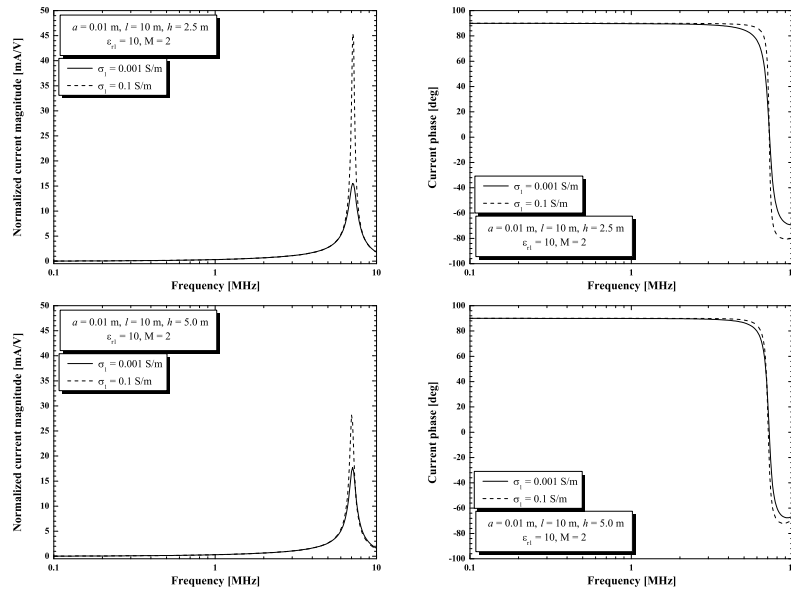 50
45
40
35
30
25
20
15
10
5
0
Normalized current magnitude [mA/V]
a = 0.01 m, l = 10 m, h = 2.5 m
εr1 = 10, M = 2
σ1 = 0.001 S/m
σ1 = 0.1 S/m
0.1 1 10
Frequency [MHz]
100
80
60
40
20
0
-20
-40
-60
-80
-100
Current phase [deg]
σ1 = 0.001 S/m
σ1 = 0.1 S/m
a = 0.01 m, l = 10 m, h = 2.5 m
εr1 = 10, M = 2
0.1 1 1
Frequency [MHz]
50
45
40
35
30
25
20
15
10
5
0
Normalized current magnitude [mA/V]
a = 0.01 m, l = 10 m, h = 5.0 m
εr1 = 10, M = 2
σ1 = 0.001 S/m
σ1 = 0.1 S/m
0.1 1 10
Frequency [MHz]
100
80
60
40
20
0
-20
-40
-60
-80
-100
Current phase [deg]
σ1 = 0.001 S/m
σ1 = 0.1 S/m
a = 0.01 m, l = 10 m, h = 5.0 m
εr1 = 10, M = 2
0.1 1 1
Frequency [MHz]